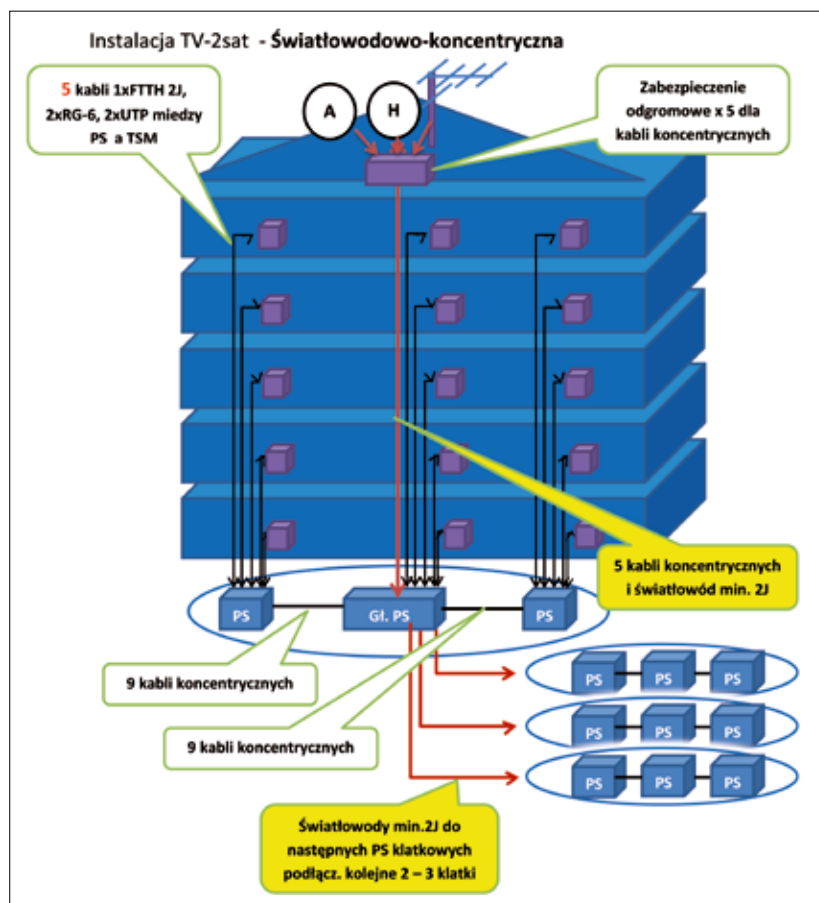 Instalacja TV-2sat - Światłowodowo-koncentryczna
5 kabli 1xFTTH 2J,
2xRG-6, 2xUTP miedzy
PS a TSM
A
H
Zabezpieczenie
odgromowe x 5 dla
kabli koncentrycznych
5 kabli koncentrycznych
i światłowód min. 2J
PS
Gł. PS
PS
9 kabli koncentrycznych
9 kabli koncentrycznych
PS PS PS
PS PS PS
PS PS PS
Światłowody min.2J do
następnych PS klatkowych
podłącz. kolejne 2 – 3 klatki